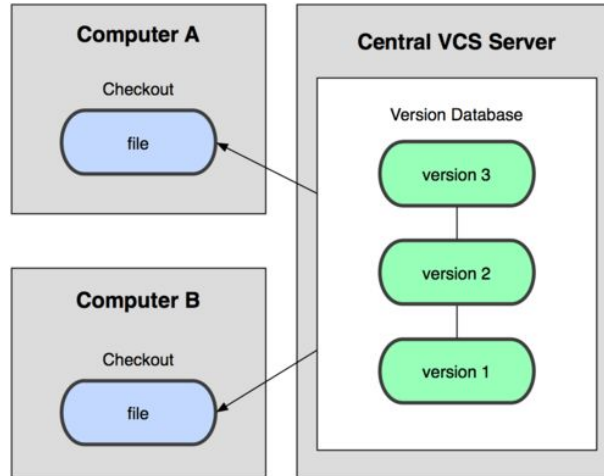 Computer A
Checkout
file
Computer B
Checkout
file
Central VCS Server
Version Database
version 3
version 2
version 1